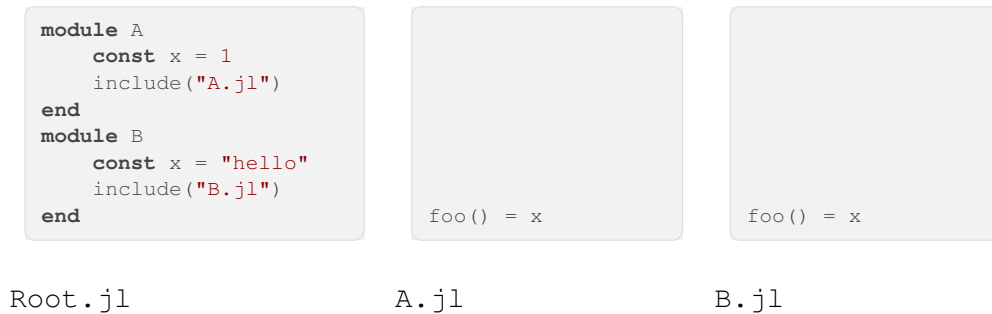 module A
    const x = 1
    include("A.jl")
end
module B
    const x = "hello"
    include("B.jl")
end
Root.jl
foo() = x
A.jl
foo() = x
B.jl